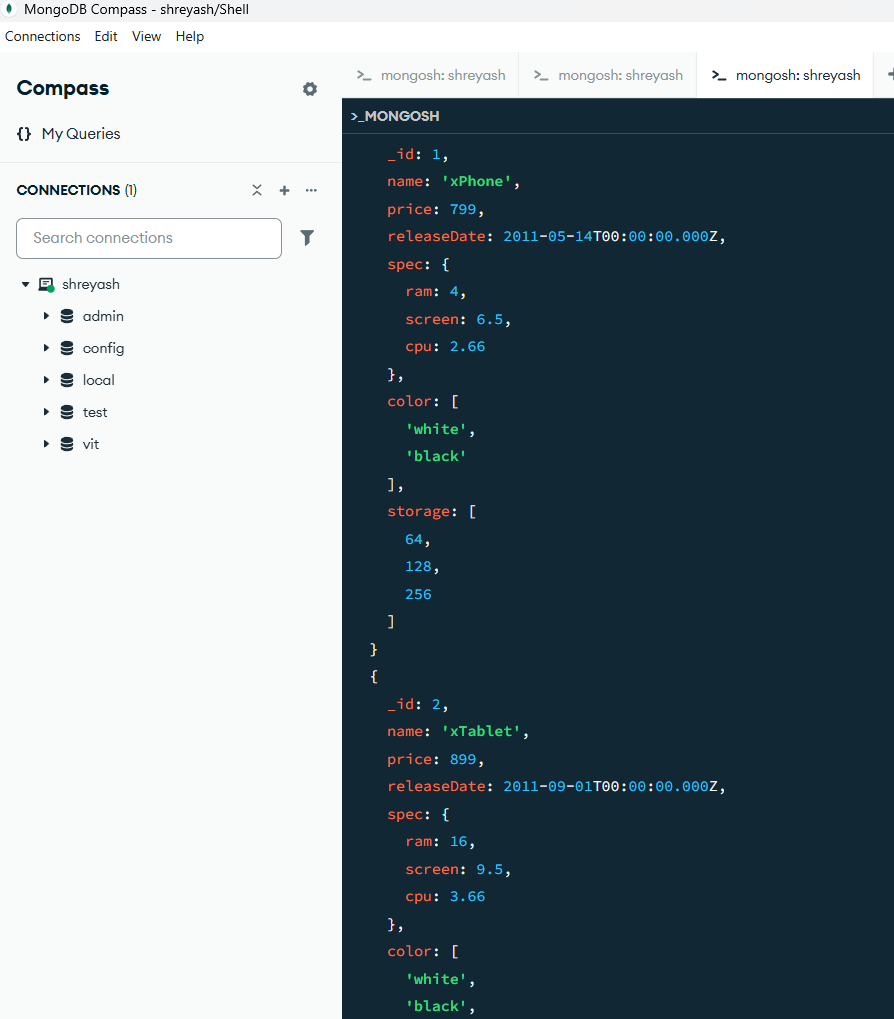 MongoDB Compass - shreyash/Shell
Connections Edit View Help
Compass
{} My Queries
CONNECTIONS (1)
Search connections
shreyash
admin
config
local
test
vit
>_ mongosh: shreyash >_ mongosh: shreyash >_ mongosh: shreyash +
>_MONGOSH
_id: 1,
name: 'xPhone',
price: 799,
releaseDate: 2011-05-14T00:00:00.000Z,
spec: {
ram: 4,
screen: 6.5,
cpu: 2.66
},
color: [
'white',
'black'
],
storage: [
64,
128,
256
]
}
{
_id: 2,
name: 'xTablet',
price: 899,
releaseDate: 2011-09-01T00:00:00.000Z,
spec: {
ram: 16,
screen: 9.5,
cpu: 3.66
},
color: [
'white',
'black',